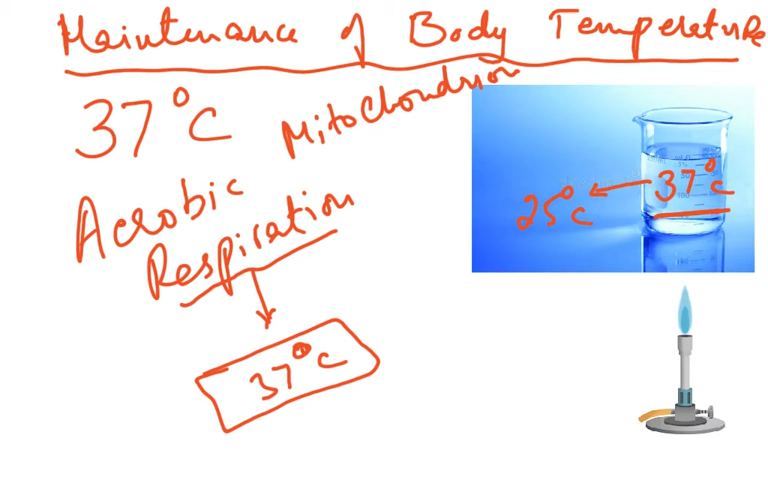 Maintenance of Body Temperature
37°C
Mitochondrion
Aerobic
Respiration
37°C
37°C
25°C